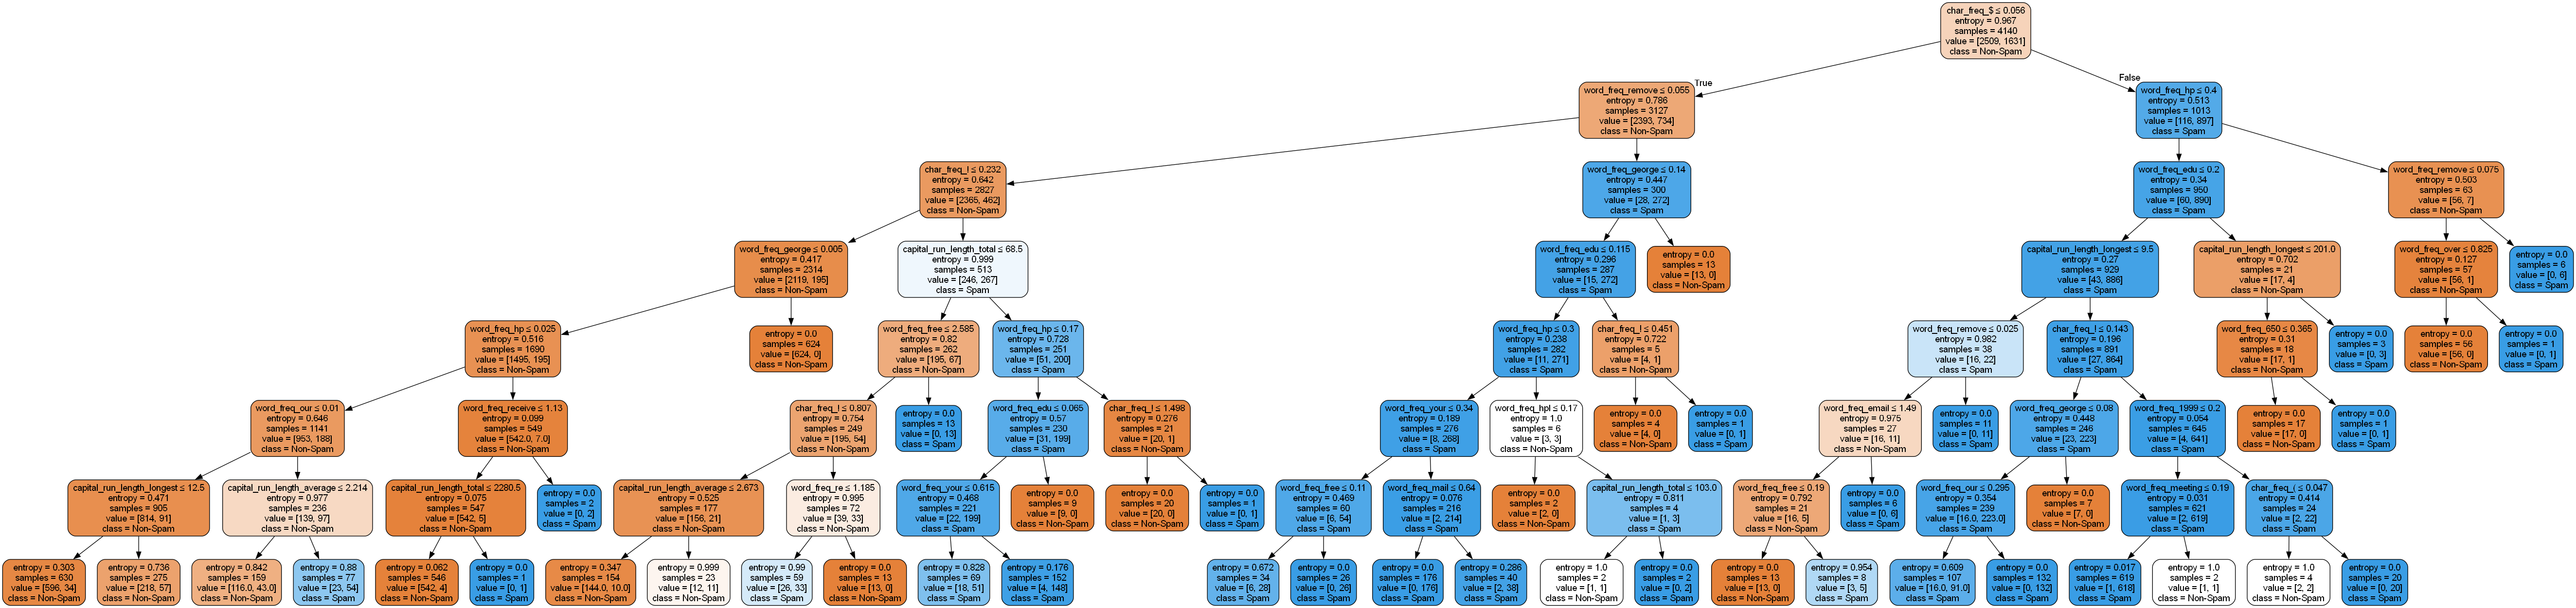 char_freq_$ ≤ 0.056
entropy = 0.967
samples = 4140
value = [2509, 1631]
class = Non-Spam
True
False
word_freq_remove ≤ 0.055
entropy = 0.786
samples = 3127
value = [2393, 734]
class = Non-Spam
word_freq_hp ≤ 0.4
entropy = 0.513
samples = 1013
value = [116, 897]
class = Spam
char_freq_! ≤ 0.232
entropy = 0.642
samples = 2827
value = [2365, 462]
class = Non-Spam
word_freq_george ≤ 0.14
entropy = 0.447
samples = 300
value = [28, 272]
class = Spam
word_freq_edu ≤ 0.2
entropy = 0.34
samples = 950
value = [60, 890]
class = Spam
word_freq_remove ≤ 0.075
entropy = 0.503
samples = 63
value = [56, 7]
class = Non-Spam
word_freq_george ≤ 0.005
entropy = 0.417
samples = 2314
value = [2119, 195]
class = Non-Spam
capital_run_length_total ≤ 68.5
entropy = 0.999
samples = 513
value = [246, 267]
class = Spam
word_freq_edu ≤ 0.115
entropy = 0.296
samples = 287
value = [15, 272]
class = Spam
entropy = 0.0
samples = 13
value = [13, 0]
class = Non-Spam
capital_run_length_longest ≤ 9.5
entropy = 0.27
samples = 929
value = [43, 886]
class = Spam
capital_run_length_longest ≤ 201.0
entropy = 0.702
samples = 21
value = [17, 4]
class = Non-Spam
word_freq_over ≤ 0.825
entropy = 0.127
samples = 57
value = [56, 1]
class = Non-Spam
entropy = 0.0
samples = 6
value = [0, 6]
class = Spam
word_freq_hp ≤ 0.025
entropy = 0.516
samples = 1690
value = [1495, 195]
class = Non-Spam
entropy = 0.0
samples = 624
value = [624, 0]
class = Non-Spam
word_freq_free ≤ 2.585
entropy = 0.82
samples = 262
value = [195, 67]
class = Non-Spam
word_freq_hp ≤ 0.17
entropy = 0.728
samples = 251
value = [51, 200]
class = Spam
word_freq_hp ≤ 0.3
entropy = 0.238
samples = 282
value = [11, 271]
class = Spam
char_freq_! ≤ 0.451
entropy = 0.722
samples = 5
value = [4, 1]
class = Non-Spam
word_freq_remove ≤ 0.025
entropy = 0.982
samples = 38
value = [16, 22]
class = Spam
char_freq_! ≤ 0.143
entropy = 0.196
samples = 891
value = [27, 864]
class = Spam
word_freq_650 ≤ 0.365
entropy = 0.31
samples = 18
value = [17, 1]
class = Non-Spam
entropy = 0.0
samples = 3
value = [0, 3]
class = Spam
entropy = 0.0
samples = 56
value = [56, 0]
class = Non-Spam
entropy = 0.0
samples = 1
value = [0, 1]
class = Spam
word_freq_our ≤ 0.01
entropy = 0.646
samples = 1141
value = [953, 188]
class = Non-Spam
word_freq_receive ≤ 1.13
entropy = 0.099
samples = 549
value = [542.0, 7.0]
class = Non-Spam
char_freq_! ≤ 0.807
entropy = 0.754
samples = 249
value = [195, 54]
class = Non-Spam
entropy = 0.0
samples = 13
value = [0, 13]
class = Spam
word_freq_edu ≤ 0.065
entropy = 0.57
samples = 230
value = [31, 199]
class = Spam
char_freq_! ≤ 1.498
entropy = 0.276
samples = 21
value = [20, 1]
class = Non-Spam
word_freq_your ≤ 0.34
entropy = 0.189
samples = 276
value = [8, 268]
class = Spam
word_freq_hpl ≤ 0.17
entropy = 1.0
samples = 6
value = [3, 3]
class = Non-Spam
entropy = 0.0
samples = 4
value = [4, 0]
class = Non-Spam
entropy = 0.0
samples = 1
value = [0, 1]
class = Spam
word_freq_email ≤ 1.49
entropy = 0.975
samples = 27
value = [16, 11]
class = Non-Spam
entropy = 0.0
samples = 11
value = [0, 11]
class = Spam
word_freq_george ≤ 0.08
entropy = 0.448
samples = 246
value = [23, 223]
class = Spam
word_freq_1999 ≤ 0.2
entropy = 0.054
samples = 645
value = [4, 641]
class = Spam
entropy = 0.0
samples = 17
value = [17, 0]
class = Non-Spam
entropy = 0.0
samples = 1
value = [0, 1]
class = Spam
capital_run_length_longest ≤ 12.5
entropy = 0.471
samples = 905
value = [814, 91]
class = Non-Spam
capital_run_length_average ≤ 2.214
entropy = 0.977
samples = 236
value = [139, 97]
class = Non-Spam
capital_run_length_total ≤ 2280.5
entropy = 0.075
samples = 547
value = [542, 5]
class = Non-Spam
entropy = 0.0
samples = 2
value = [0, 2]
class = Spam
capital_run_length_average ≤ 2.673
entropy = 0.525
samples = 177
value = [156, 21]
class = Non-Spam
word_freq_re ≤ 1.185
entropy = 0.995
samples = 72
value = [39, 33]
class = Non-Spam
word_freq_your ≤ 0.615
entropy = 0.468
samples = 221
value = [22, 199]
class = Spam
entropy = 0.0
samples = 9
value = [9, 0]
class = Non-Spam
entropy = 0.0
samples = 20
value = [20, 0]
class = Non-Spam
entropy = 0.0
samples = 1
value = [0, 1]
class = Spam
word_freq_free ≤ 0.11
entropy = 0.469
samples = 60
value = [6, 54]
class = Spam
word_freq_mail ≤ 0.64
entropy = 0.076
samples = 216
value = [2, 214]
class = Spam
entropy = 0.0
samples = 2
value = [2, 0]
class = Non-Spam
capital_run_length_total ≤ 103.0
entropy = 0.811
samples = 4
value = [1, 3]
class = Spam
word_freq_free ≤ 0.19
entropy = 0.792
samples = 21
value = [16, 5]
class = Non-Spam
entropy = 0.0
samples = 6
value = [0, 6]
class = Spam
word_freq_our ≤ 0.295
entropy = 0.354
samples = 239
value = [16.0, 223.0]
class = Spam
entropy = 0.0
samples = 7
value = [7, 0]
class = Non-Spam
word_freq_meeting ≤ 0.19
entropy = 0.031
samples = 621
value = [2, 619]
class = Spam
char_freq_( ≤ 0.047
entropy = 0.414
samples = 24
value = [2, 22]
class = Spam
entropy = 0.303
samples = 630
value = [596, 34]
class = Non-Spam
entropy = 0.736
samples = 275
value = [218, 57]
class = Non-Spam
entropy = 0.842
samples = 159
value = [116.0, 43.0]
class = Non-Spam
entropy = 0.88
samples = 77
value = [23, 54]
class = Spam
entropy = 0.062
samples = 546
value = [542, 4]
class = Non-Spam
entropy = 0.0
samples = 1
value = [0, 1]
class = Spam
entropy = 0.347
samples = 154
value = [144.0, 10.0]
class = Non-Spam
entropy = 0.999
samples = 23
value = [12, 11]
class = Non-Spam
entropy = 0.99
samples = 59
value = [26, 33]
class = Spam
entropy = 0.0
samples = 13
value = [13, 0]
class = Non-Spam
entropy = 0.828
samples = 69
value = [18, 51]
class = Spam
entropy = 0.176
samples = 152
value = [4, 148]
class = Spam
entropy = 0.672
samples = 34
value = [6, 28]
class = Spam
entropy = 0.0
samples = 26
value = [0, 26]
class = Spam
entropy = 0.0
samples = 176
value = [0, 176]
class = Spam
entropy = 0.286
samples = 40
value = [2, 38]
class = Spam
entropy = 1.0
samples = 2
value = [1, 1]
class = Non-Spam
entropy = 0.0
samples = 2
value = [0, 2]
class = Spam
entropy = 0.0
samples = 13
value = [13, 0]
class = Non-Spam
entropy = 0.954
samples = 8
value = [3, 5]
class = Spam
entropy = 0.609
samples = 107
value = [16.0, 91.0]
class = Spam
entropy = 0.0
samples = 132
value = [0, 132]
class = Spam
entropy = 0.017
samples = 619
value = [1, 618]
class = Spam
entropy = 1.0
samples = 2
value = [1, 1]
class = Non-Spam
entropy = 1.0
samples = 4
value = [2, 2]
class = Non-Spam
entropy = 0.0
samples = 20
value = [0, 20]
class = Spam